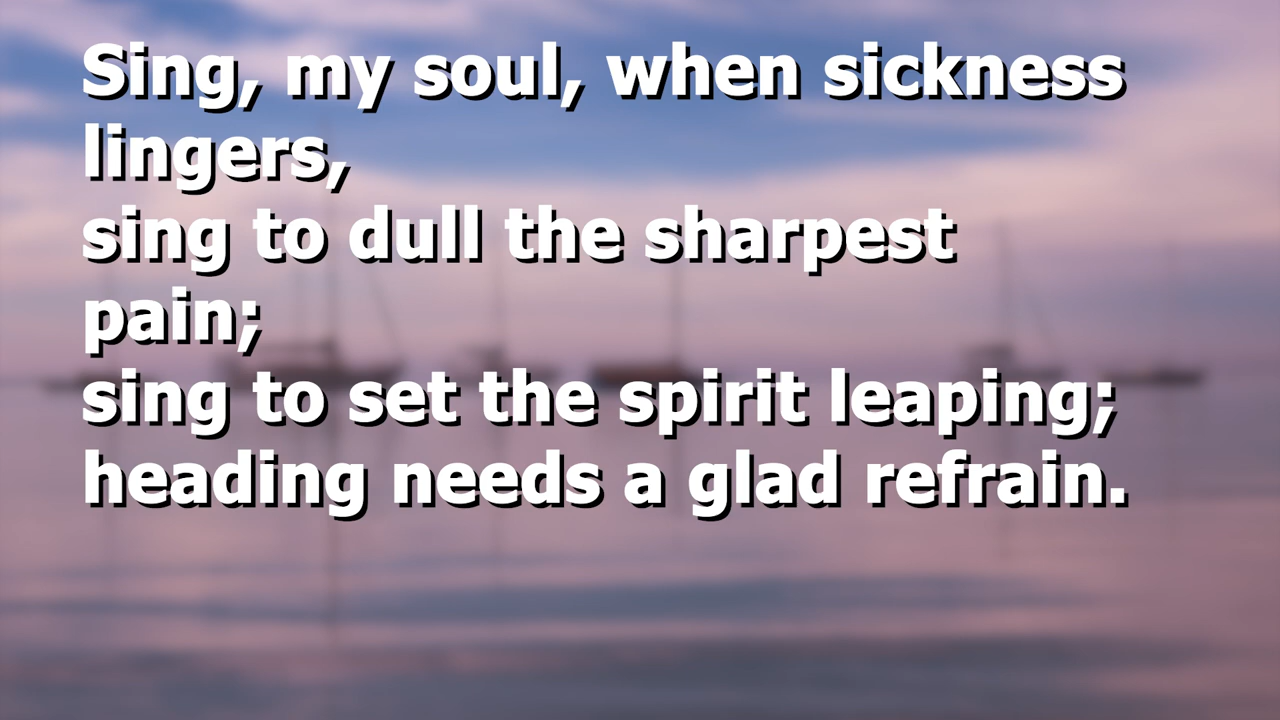 Sing, my soul, when sickness
lingers,
sing to dull the sharpest
pain;
sing to set the spirit leaping;
heading needs a glad refrain.